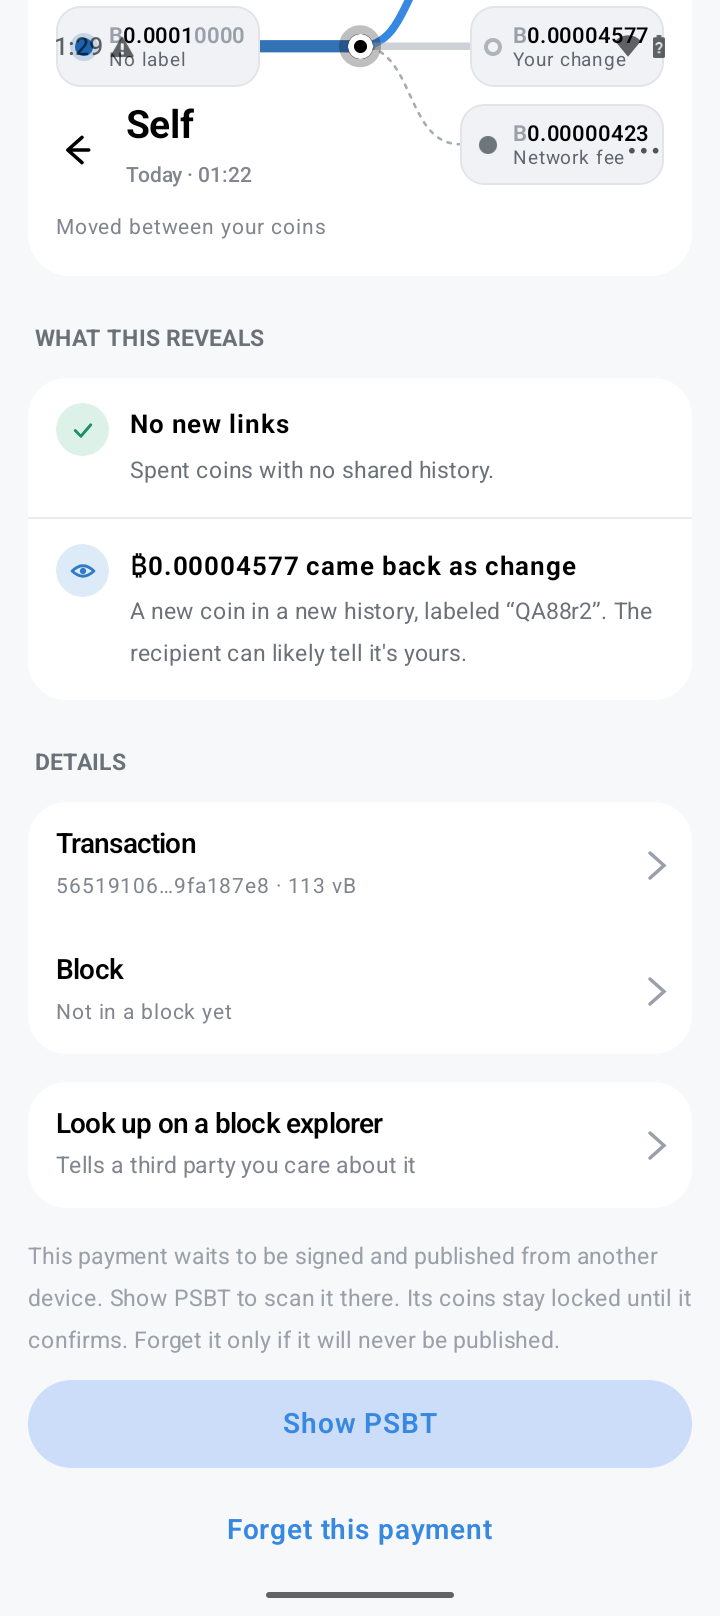 1:29
₿0.00010000
No label
₿0.00004577
Your change
Self
₿0.00000423
Network fee
Today · 01:22
Moved between your coins
WHAT THIS REVEALS
No new links
Spent coins with no shared history.
₿0.00004577 came back as change
A new coin in a new history, labeled “QA88r2”. The
recipient can likely tell it's yours.
DETAILS
Transaction
56519106…9fa187e8 · 113 vB
Block
Not in a block yet
Look up on a block explorer
Tells a third party you care about it
This payment waits to be signed and published from another
device. Show PSBT to scan it there. Its coins stay locked until it
confirms. Forget it only if it will never be published.
Show PSBT
Forget this payment